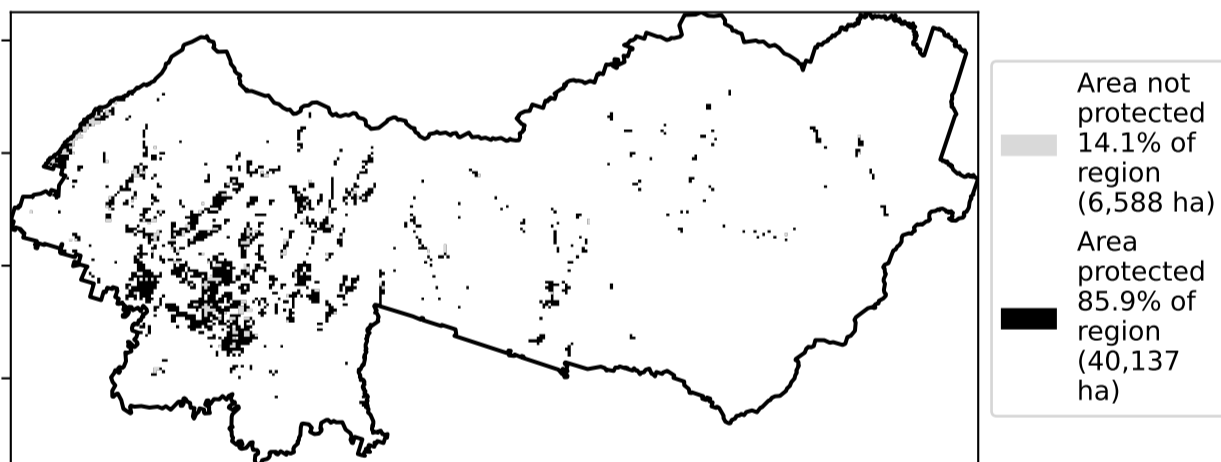 Area not
protected
14.1% of
region
(6,588 ha)
Area
protected
85.9% of
region
(40,137
ha)